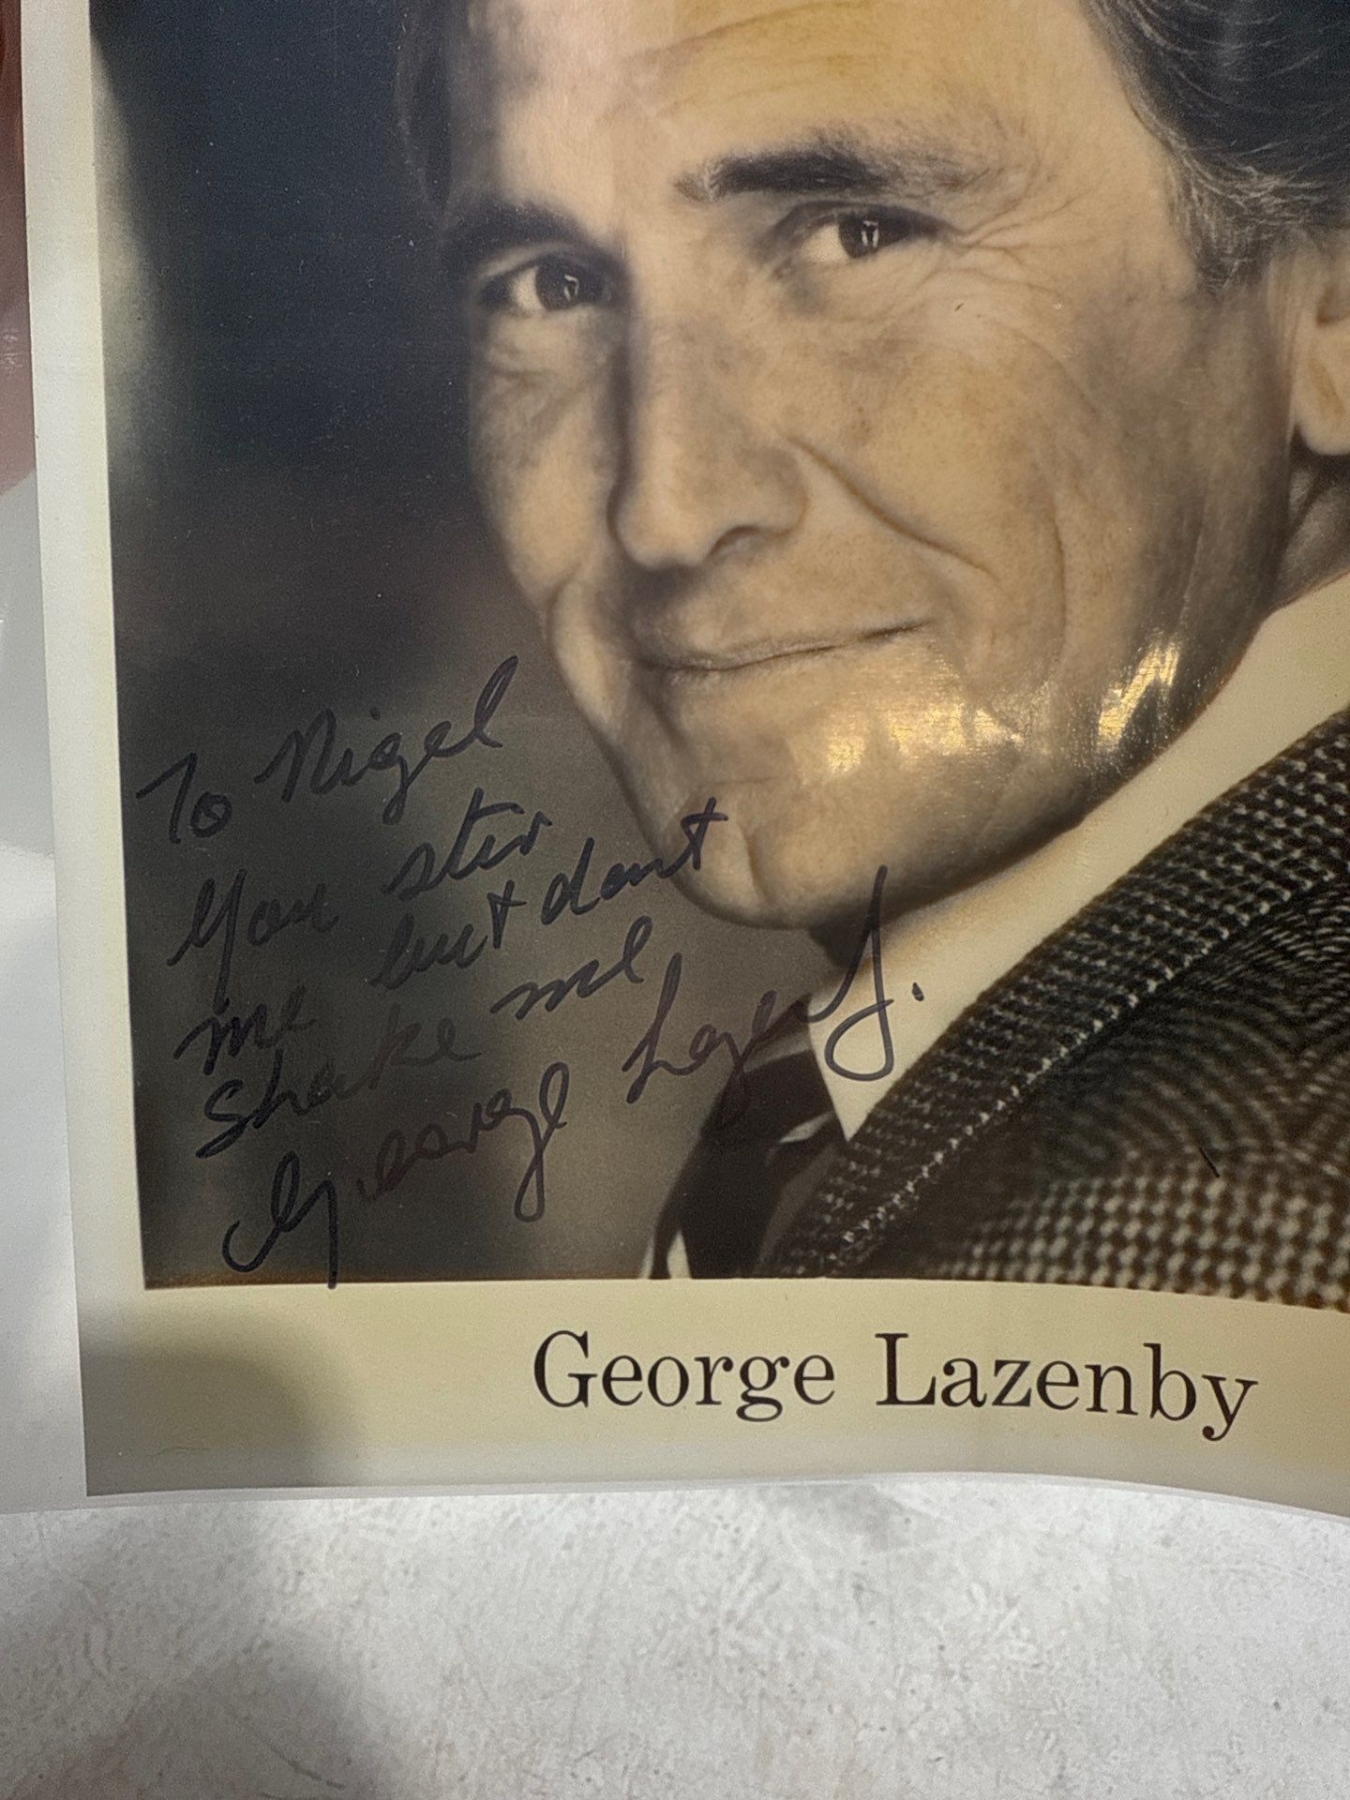 To Nigel
You stir
me but dont
shake me
George Lazenby.
George Lazenby